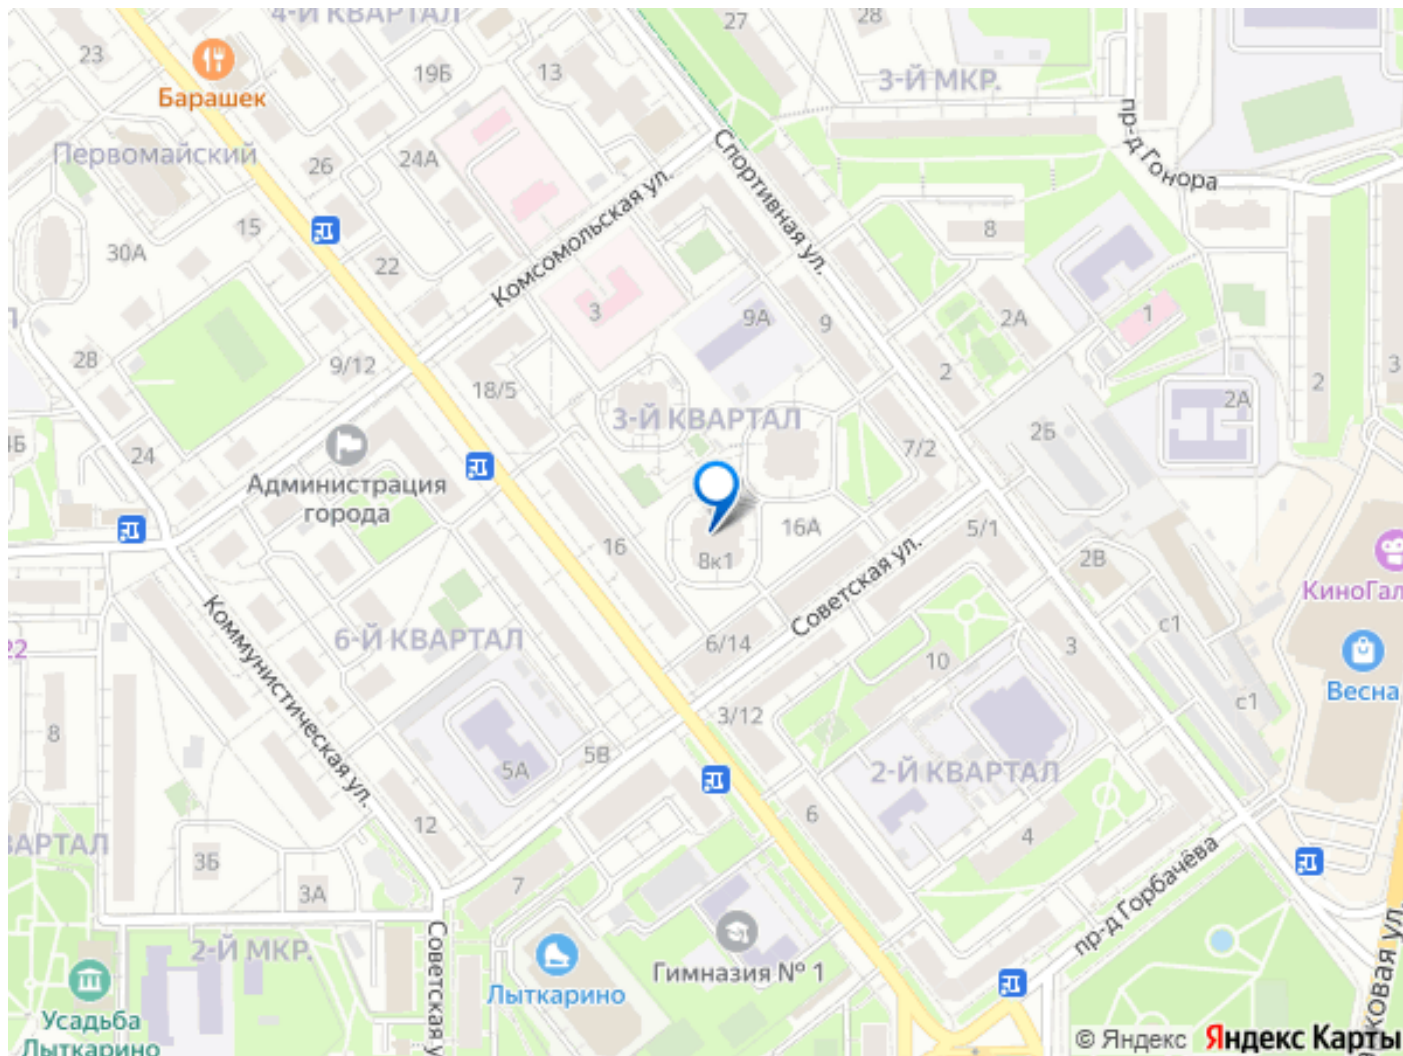 4-Й КВАРТАЛ
27
28
23
Барашек
19Б
13
3-Й МКР.
пр-д Гонора
Первомайский
26
24А
Комсомольская ул.
Спортивная ул.
15
30А
22
8
3
9А
9
2А
1
28
9/12
18/5
2
2
3
3-Й КВАРТАЛ
2А
24
Администрация
города
7/2
2Б
16
16А
8к1
5/1
2В
КиноГал
Советская ул.
Коммунистическая ул.
6-Й КВАРТАЛ
6/14
10
3
с1
22
Весна
с1
8
3/12
5В
5А
2-Й КВАРТАЛ
КВАРТАЛ
12
6
4
3Б
3А
7
пр-д Горбачёва
2-Й МКР.
Советская у
Гимназия № 1
Лыткарино
Усадьба
Лыткарино
ковая ул.
© Яндекс Яндекс Карты